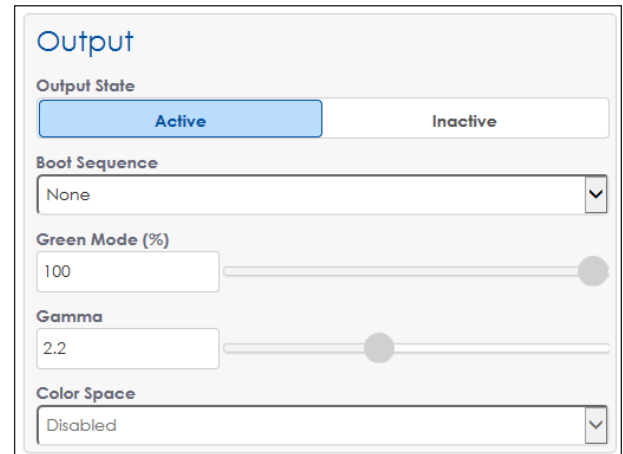 Output
Output State
Active Inactive
Boot Sequence
None
Green Mode (%)
100
Gamma
2.2
Color Space
Disabled